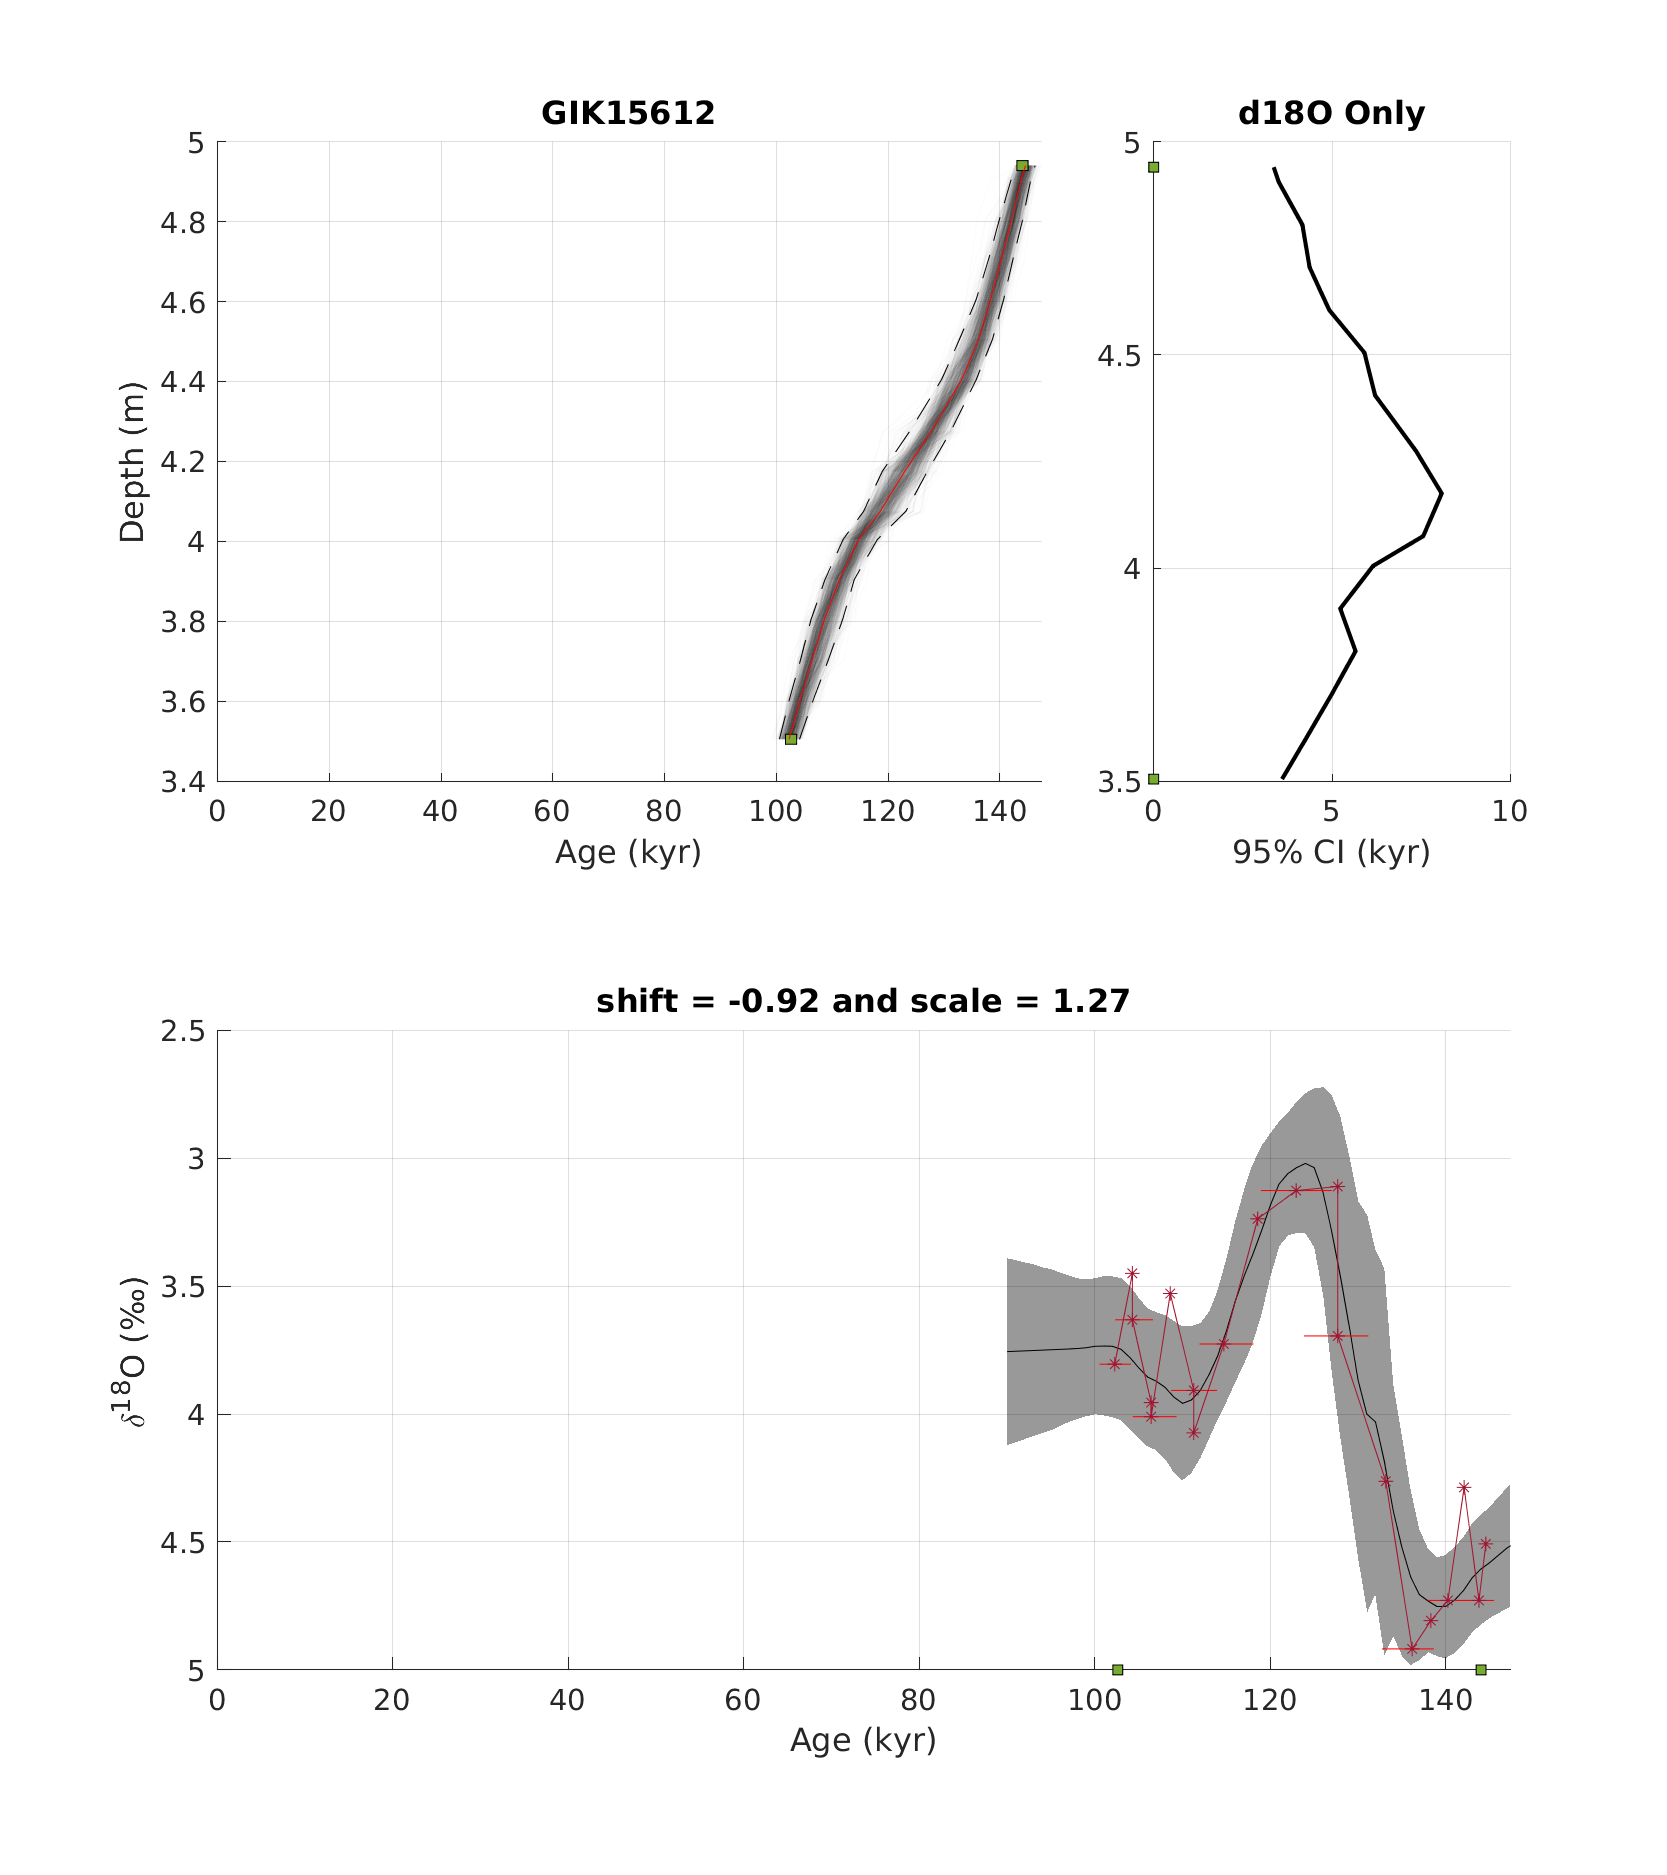 GIK15612
5
4.8
4.6
4.4
4.2
4
3.8
3.6
3.4
Depth (m)
0 20 40 60 80 100 120 140
Age (kyr)
d18O Only
5
4.5
4
3.5
0 5 10
95% CI (kyr)
shift = -0.92 and scale = 1.27
2.5
3
3.5
4
4.5
5
δ18O (‰)
0 20 40 60 80 100 120 140
Age (kyr)